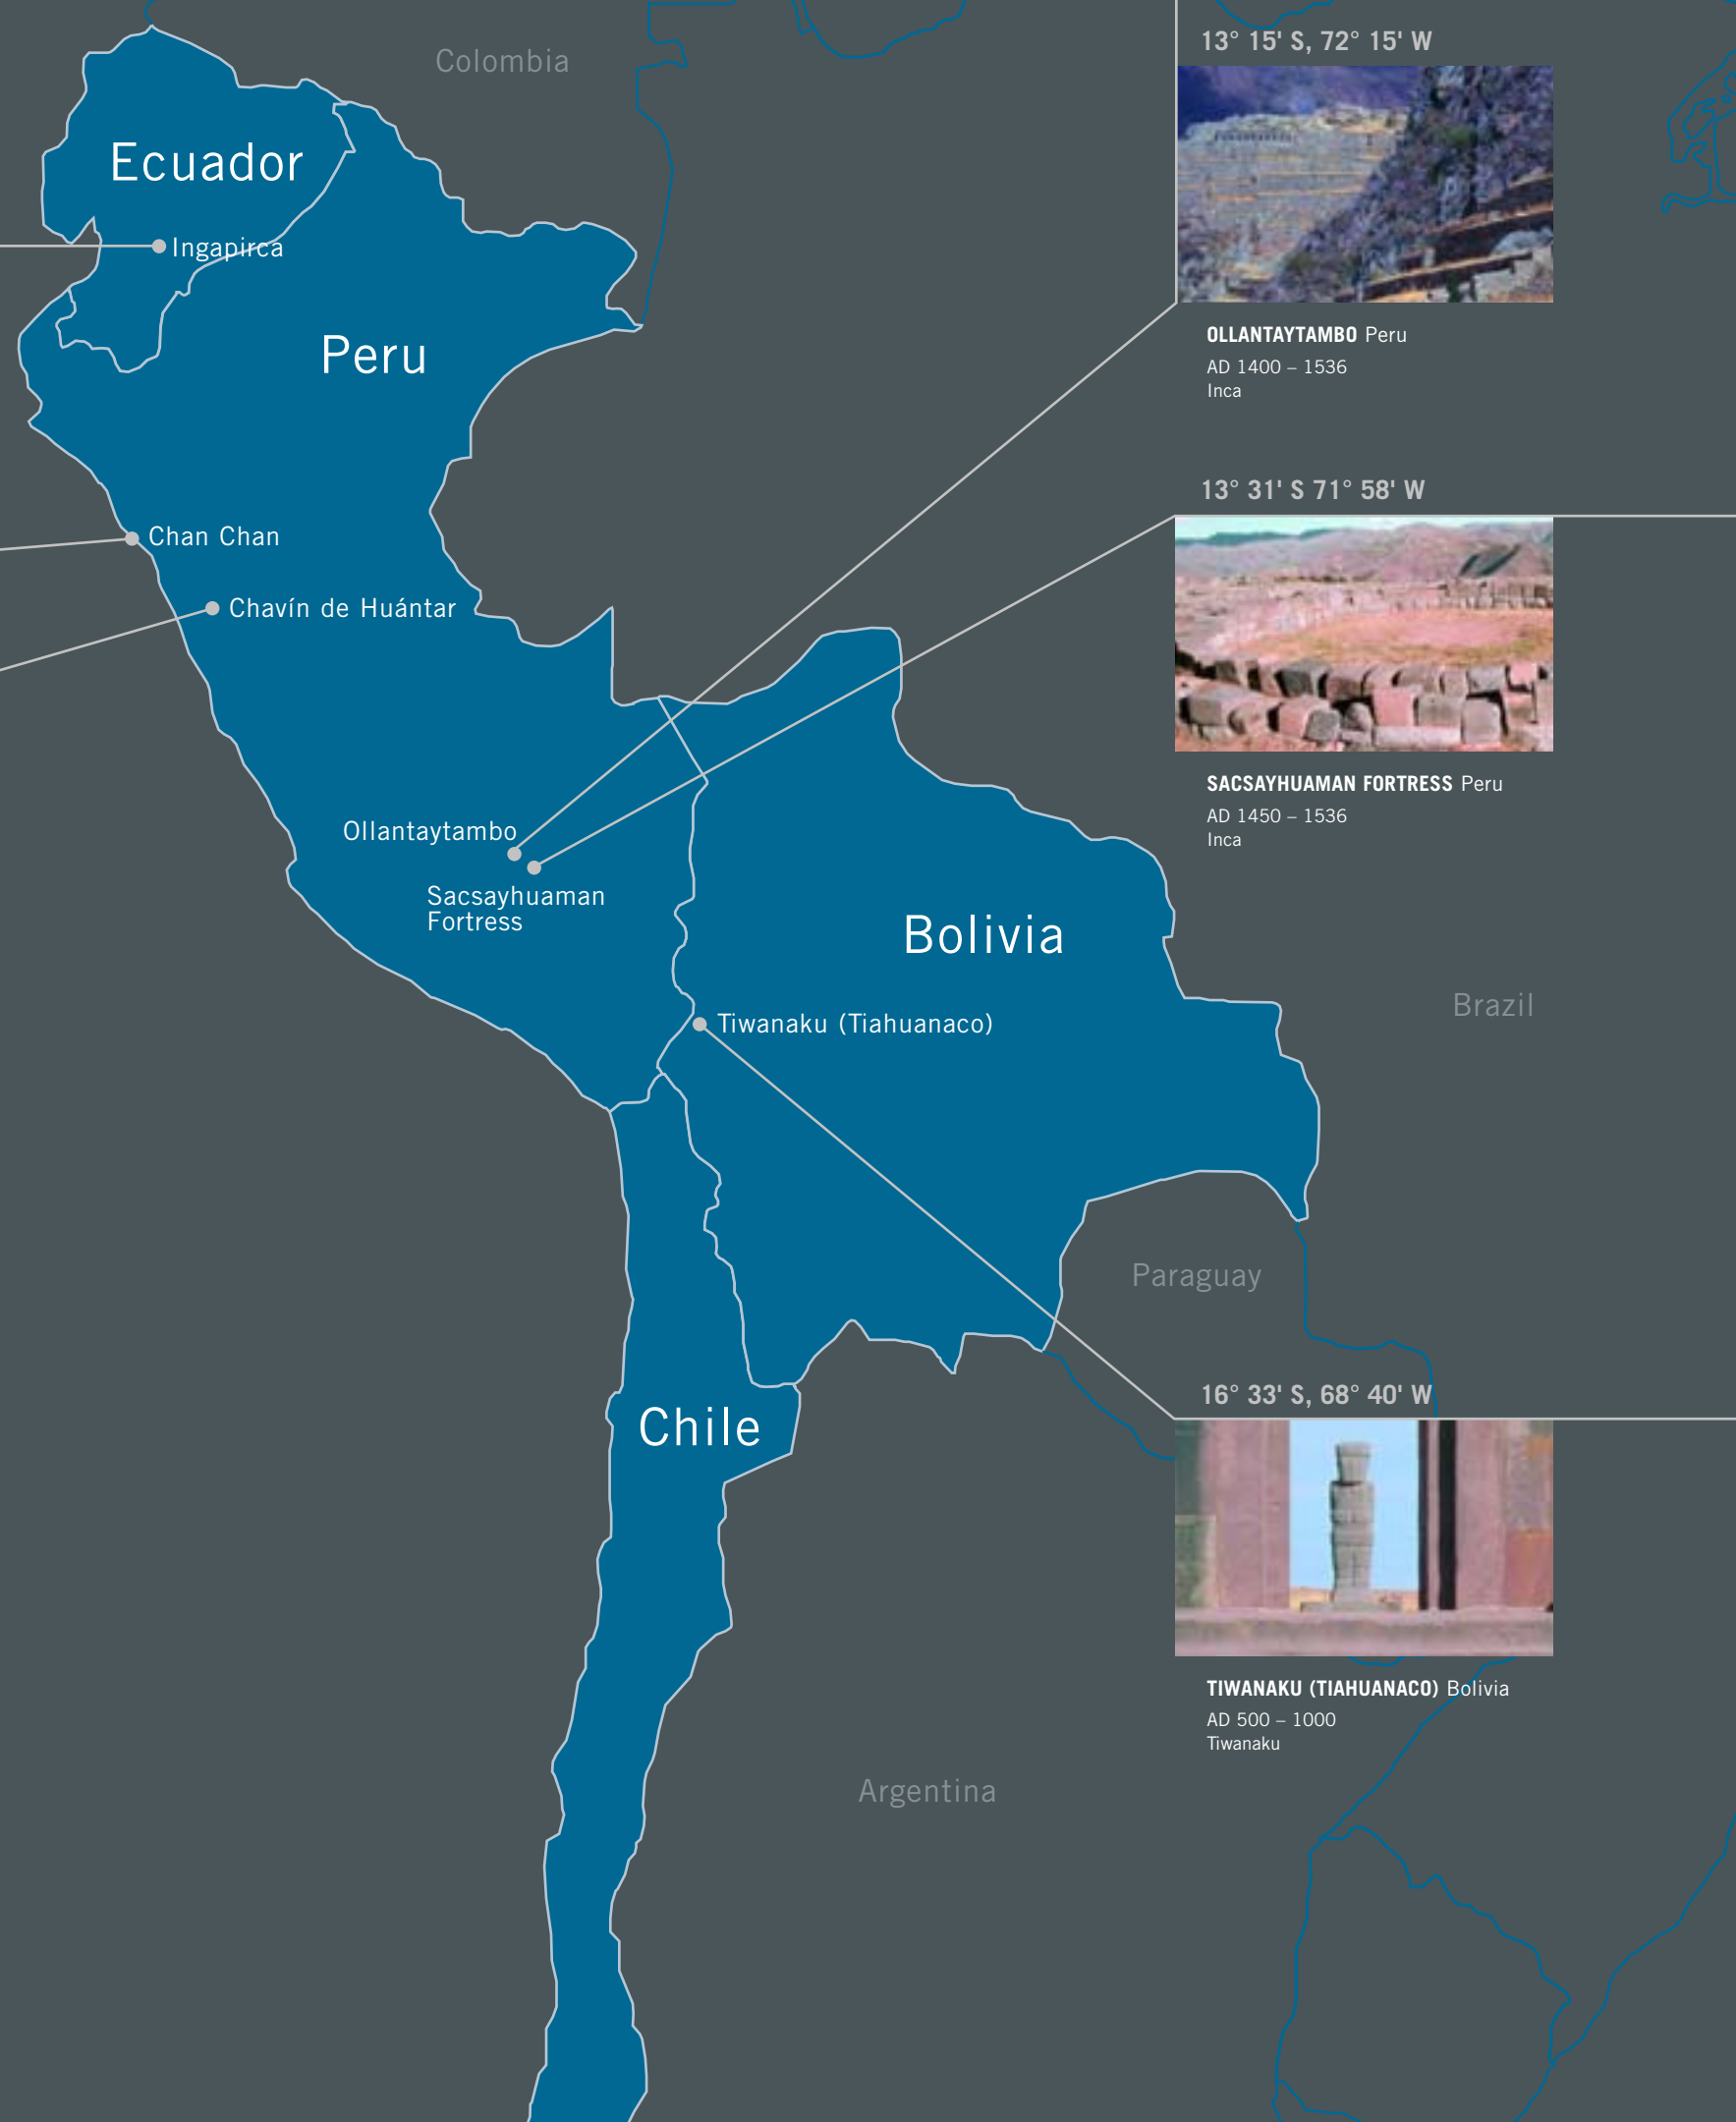 Colombia
Ecuador
Ingapirca
Peru
Chan Chan
Chavín de Huántar
Ollantaytambo
Sacsayhuaman
Fortress
Bolivia
Brazil
Tiwanaku (Tiahuanaco)
Paraguay
Chile
Argentina
13° 15' S, 72° 15' W
OLLANTAYTAMBO Peru
AD 1400 – 1536
Inca
13° 31' S 71° 58' W
SACSAYHUAMAN FORTRESS Peru
AD 1450 – 1536
Inca
16° 33' S, 68° 40' W
TIWANAKU (TIAHUANACO) Bolivia
AD 500 – 1000
Tiwanaku